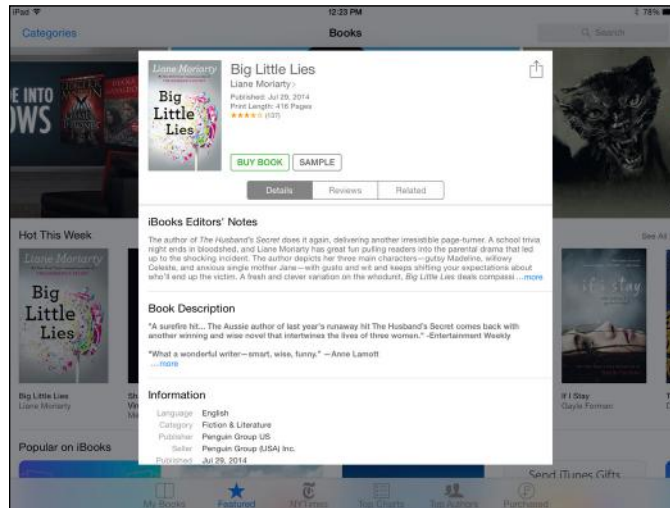 iPad
12:23 PM
78%
Categories
Books
Search
E INTO
OWS
Liane Moriarty
Big
Little
Lies
Big Little Lies
Liane Moriarty
Published: Jul 29, 2014
Print Length: 416 Pages
(137)
BUY BOOK
SAMPLE
Details
Reviews
Related
iBooks Editors' Notes
The author of The Husband's Secret does it again, delivering another irresistible page-turner. A school trivia
night ends in bloodshed, and Liane Moriarty has great fun pulling readers into the parental drama that led
up to the shocking incident. The author depicts her three main characters—gutsy Madeline, willowy
Celeste, and anxious single mother Jane—with gusto and wit and keeps shifting your expectations about
who'll end up the victim. A fresh and clever variation on the whodunit, Big Little Lies deals compassi ...more
Book Description
"A surefire hit... The Aussie author of last year's runaway hit The Husband's Secret comes back with
another winning and wise novel that intertwines the lives of three women." -Entertainment Weekly
"What a wonderful writer—smart, wise, funny." —Anne Lamott
...more
Information
Language English
Category Fiction & Literature
Publisher Penguin Group US
Seller Penguin Group (USA) Inc.
Published Jul 29, 2014
Hot This Week
See All
Liane Moriarty
Big
Little
Lies
if i stay
Big Little Lies
Liane Moriarty
If I Stay
Gayle Forman
Popular on iBooks
Send iTunes Gifts
My Books
Featured
NYTimes
Top Charts
Top Authors
Purchased